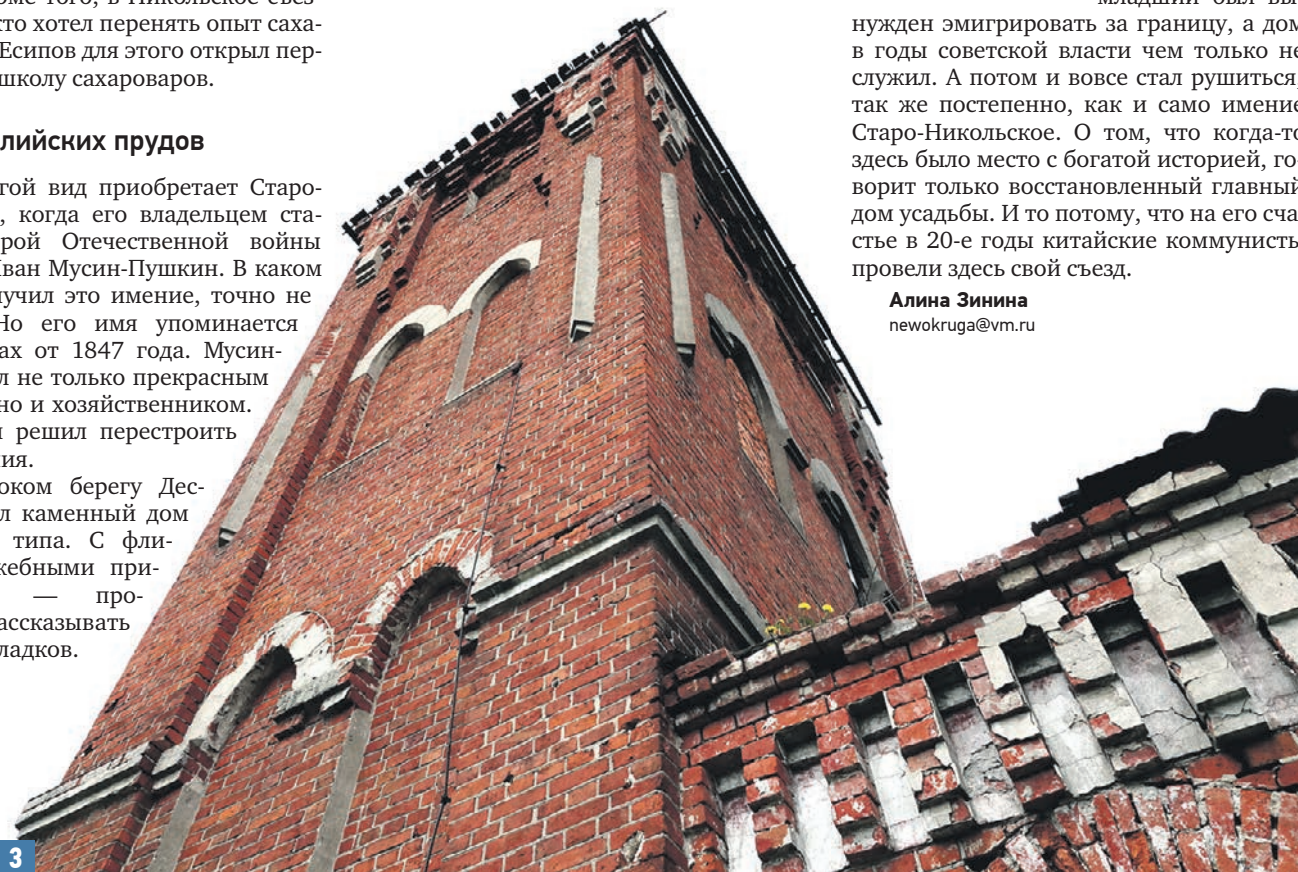 оме того, в Никольское съез-
кто хотел перенять опыт саха-
Есипов для этого открыл пер-
школу сахароваров.
лийских прудов
гой вид приобретает Старо-
, когда его владельцем ста-
рой Отечественной войны
Иван Мусин-Пушкин. В каком
лучил это имение, точно не
Но его имя упоминается
ах от 1847 года. Мусин-
л не только прекрасным
но и хозяйственником.
решил перестроить
ия.
оком берегу Дес-
л каменный дом
типа. С фли-
жебными при-
— про-
ассказывать
ладков.
младший был вы-
нужден эмигрировать за границу, а дом
в годы советской власти чем только не
служил. А потом и вовсе стал рушиться,
так же постепенно, как и само имение
Старо-Никольское. О том, что когда-то
здесь было место с богатой историей, го-
ворит только восстановленный главный
дом усадьбы. И то потому, что на его сча-
стье в 20-е годы китайские коммунисты
провели здесь свой съезд.
Алина Зинина
newokruga@vm.ru
3